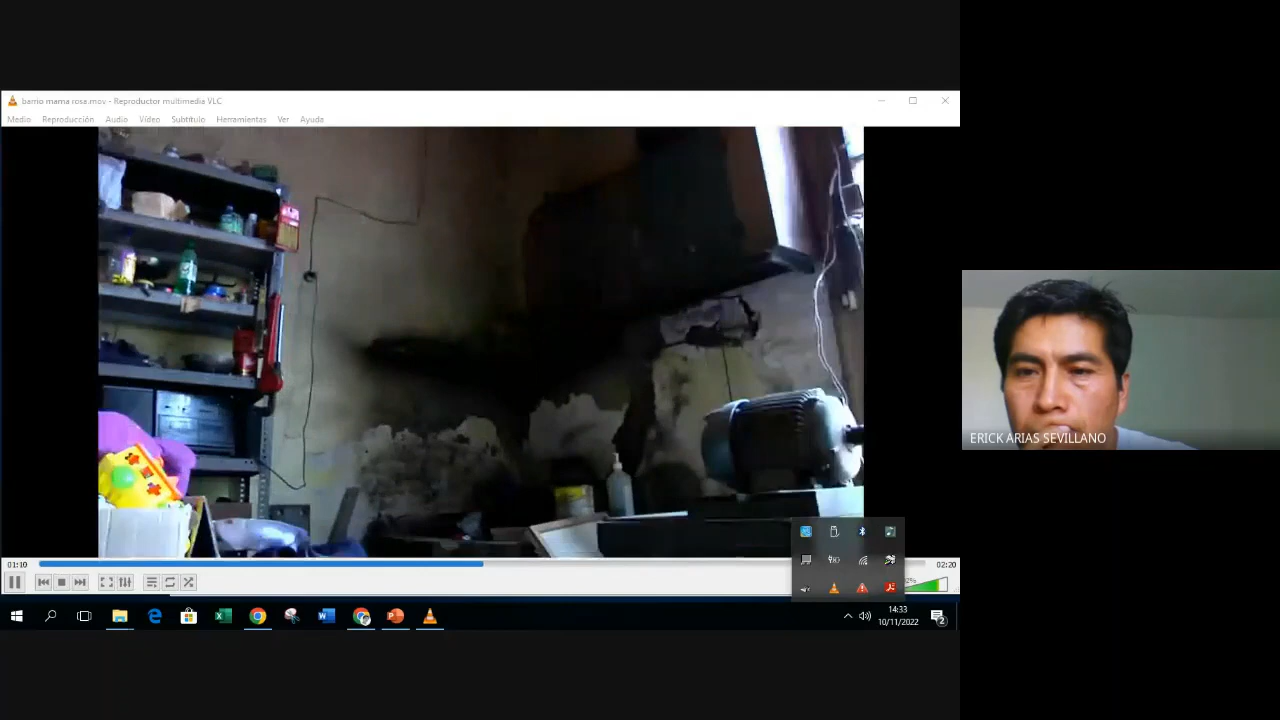 barrio mama rosa.mov - Reproductor multimedia VLC
Medio Reproducción Audio Vídeo Subtítulo Herramientas Ver Ayuda
ERICK ARIAS SEVILLANO
01:10
02:20
14:33
10/11/2022
2